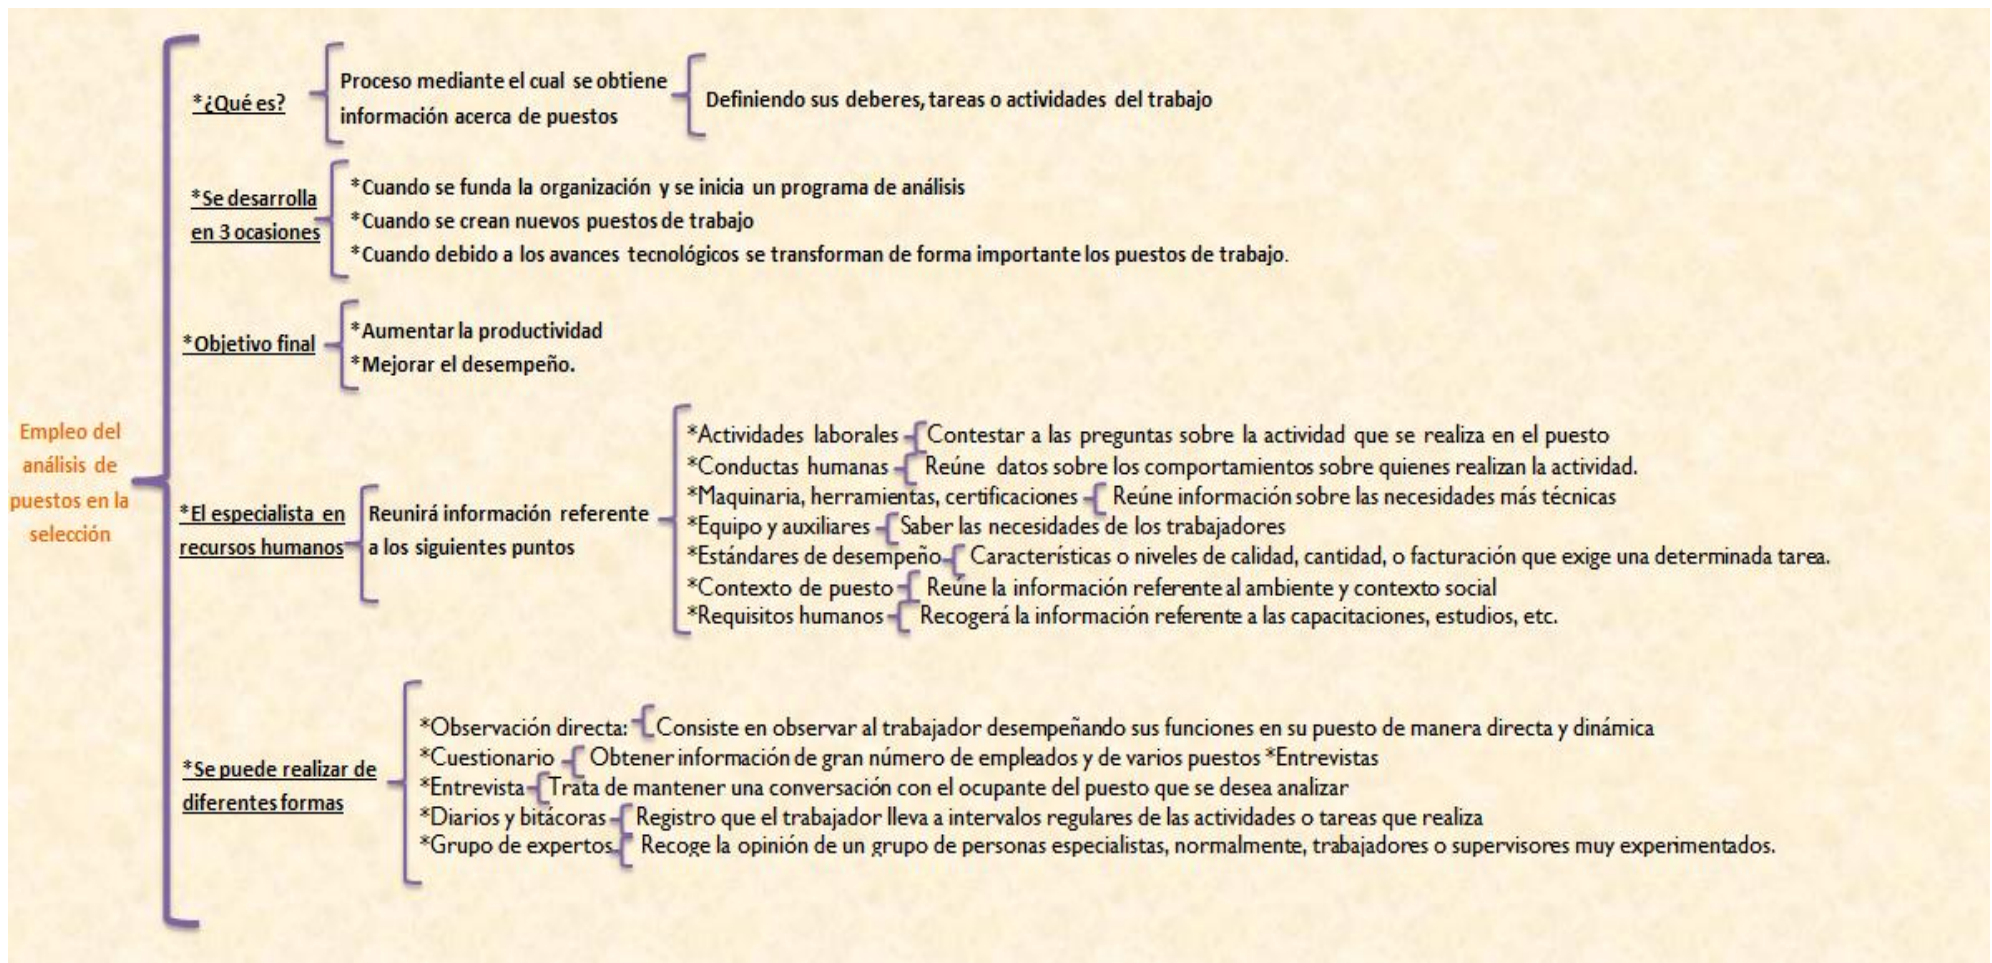 *¿Qué es?
Proceso mediante el cual se obtiene
información acerca de puestos
Definiendo sus deberes, tareas o actividades del trabajo
*Se desarrolla
en 3 ocasiones
*Cuando se funda la organización y se inicia un programa de análisis
*Cuando se crean nuevos puestos de trabajo
*Cuando debido a los avances tecnológicos se transforman de forma importante los puestos de trabajo.
*Objetivo final
*Aumentar la productividad
*Mejorar el desempeño.
Empleo del
análisis de
puestos en la
selección
*El especialista en
recursos humanos
Reunirá información referente
a los siguientes puntos
*Actividades laborales
Contestar a las preguntas sobre la actividad que se realiza en el puesto
*Conductas humanas
Reúne datos sobre los comportamientos sobre quienes realizan la actividad.
*Maquinaria, herramientas, certificaciones
Reúne información sobre las necesidades más técnicas
*Equipo y auxiliares
Saber las necesidades de los trabajadores
*Estándares de desempeño
Características o niveles de calidad, cantidad, o facturación que exige una determinada tarea.
*Contexto de puesto
Reúne la información referente al ambiente y contexto social
*Requisitos humanos
Recogerá la información referente a las capacitaciones, estudios, etc.
*Se puede realizar de
diferentes formas
*Observación directa:
Consiste en observar al trabajador desempeñando sus funciones en su puesto de manera directa y dinámica
*Cuestionario
Obtener información de gran número de empleados y de varios puestos *Entrevistas
*Entrevista
Trata de mantener una conversación con el ocupante del puesto que se desea analizar
*Diarios y bitácoras
Registro que el trabajador lleva a intervalos regulares de las actividades o tareas que realiza
*Grupo de expertos
Recoge la opinión de un grupo de personas especialistas, normalmente, trabajadores o supervisores muy experimentados.